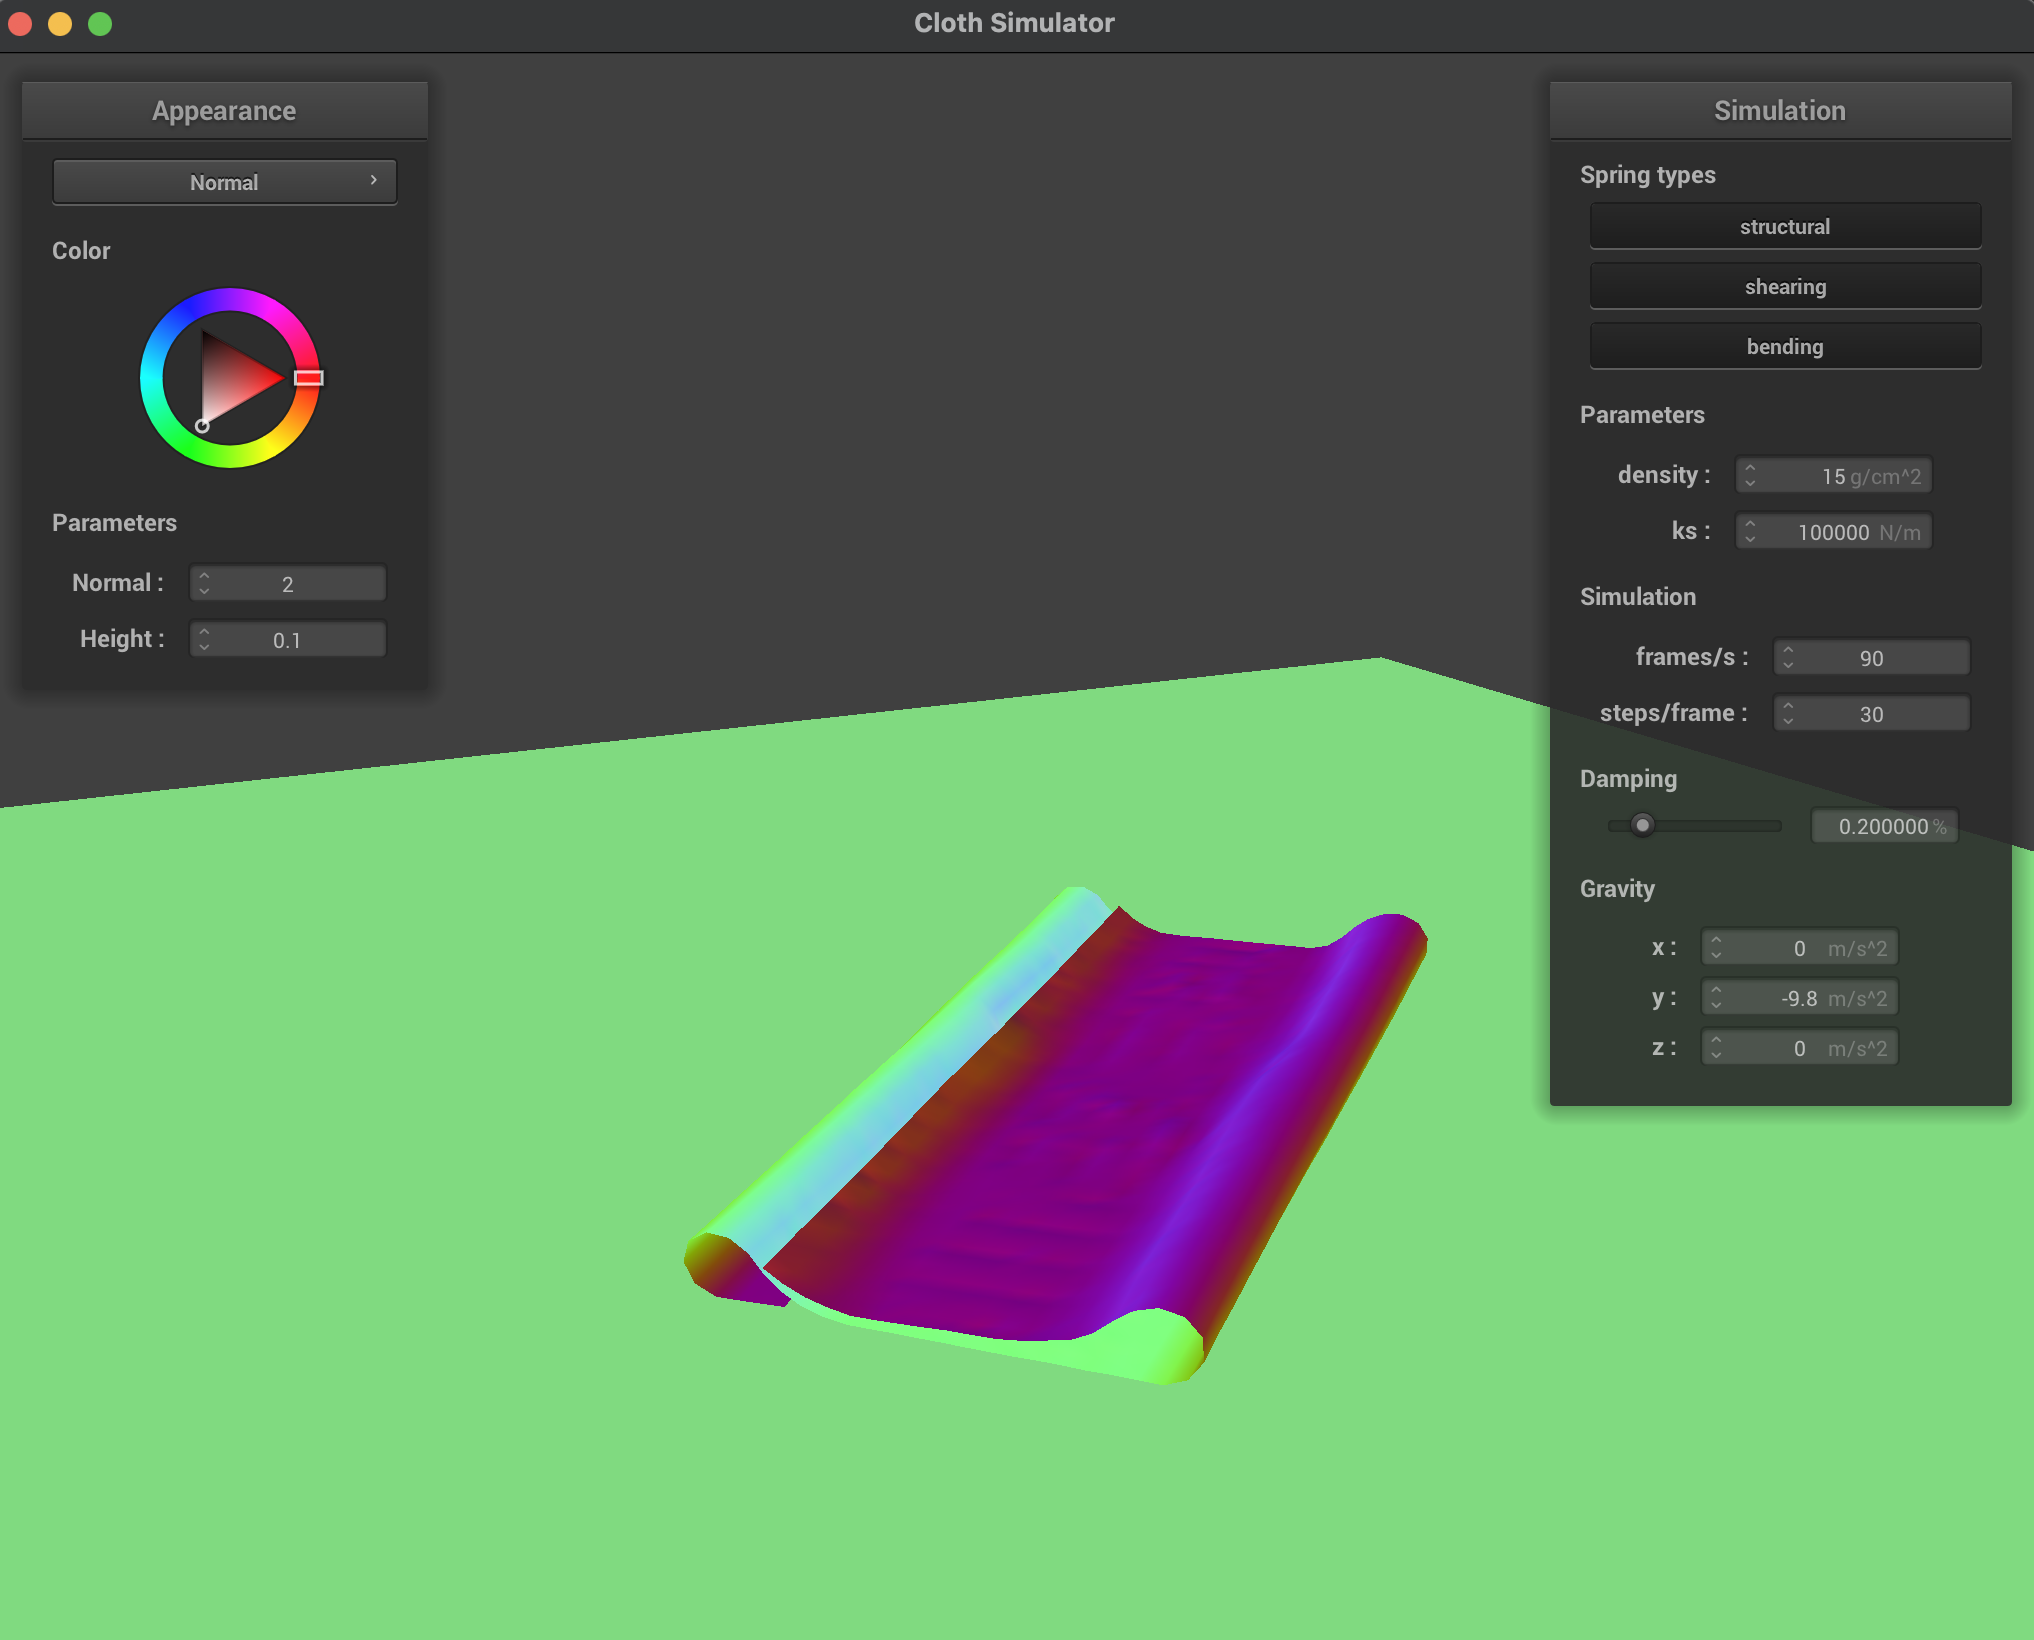 Cloth Simulator
Appearance
Normal
Color
Parameters
Normal : 2
Height : 0.1
Simulation
Spring types
structural
shearing
bending
Parameters
density : 15 g/cm^2
ks : 100000 N/m
Simulation
frames/s : 90
steps/frame : 30
Damping
0.200000 %
Gravity
x : 0 m/s^2
y : -9.8 m/s^2
z : 0 m/s^2